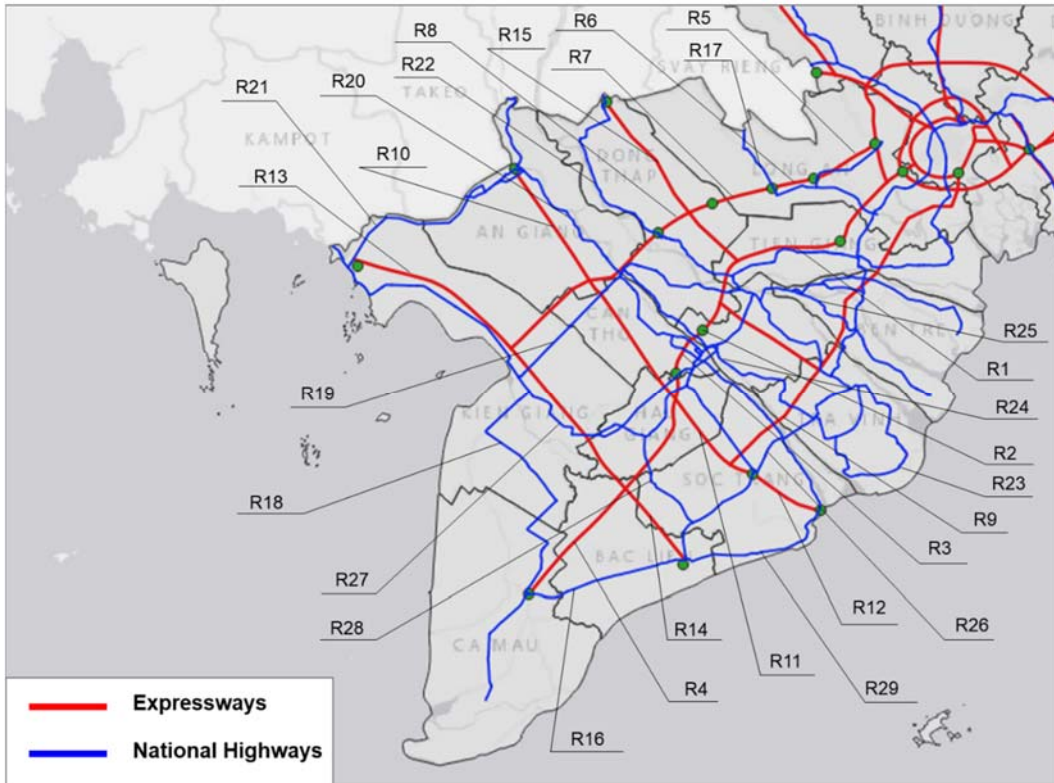 R6
R5
R15
R17
R8
R7
BINH DUONG
R22
SVAY RIENG
R20
TAKEO
R21
KAMPOT
DONG
THAP
LONG AN
R10
R13
AN GIANG
TIEN GIANG
CAN
THO
BEN TRE
R25
R1
R19
KIEN GIANG
HAU
GIANG
TRA VINH
R24
R2
SOC TRANG
R23
R18
R9
BAC LIEU
R3
R27
R12
R28
R14
R26
CA MAU
R11
R4
R29
R16
Expressways
National Highways